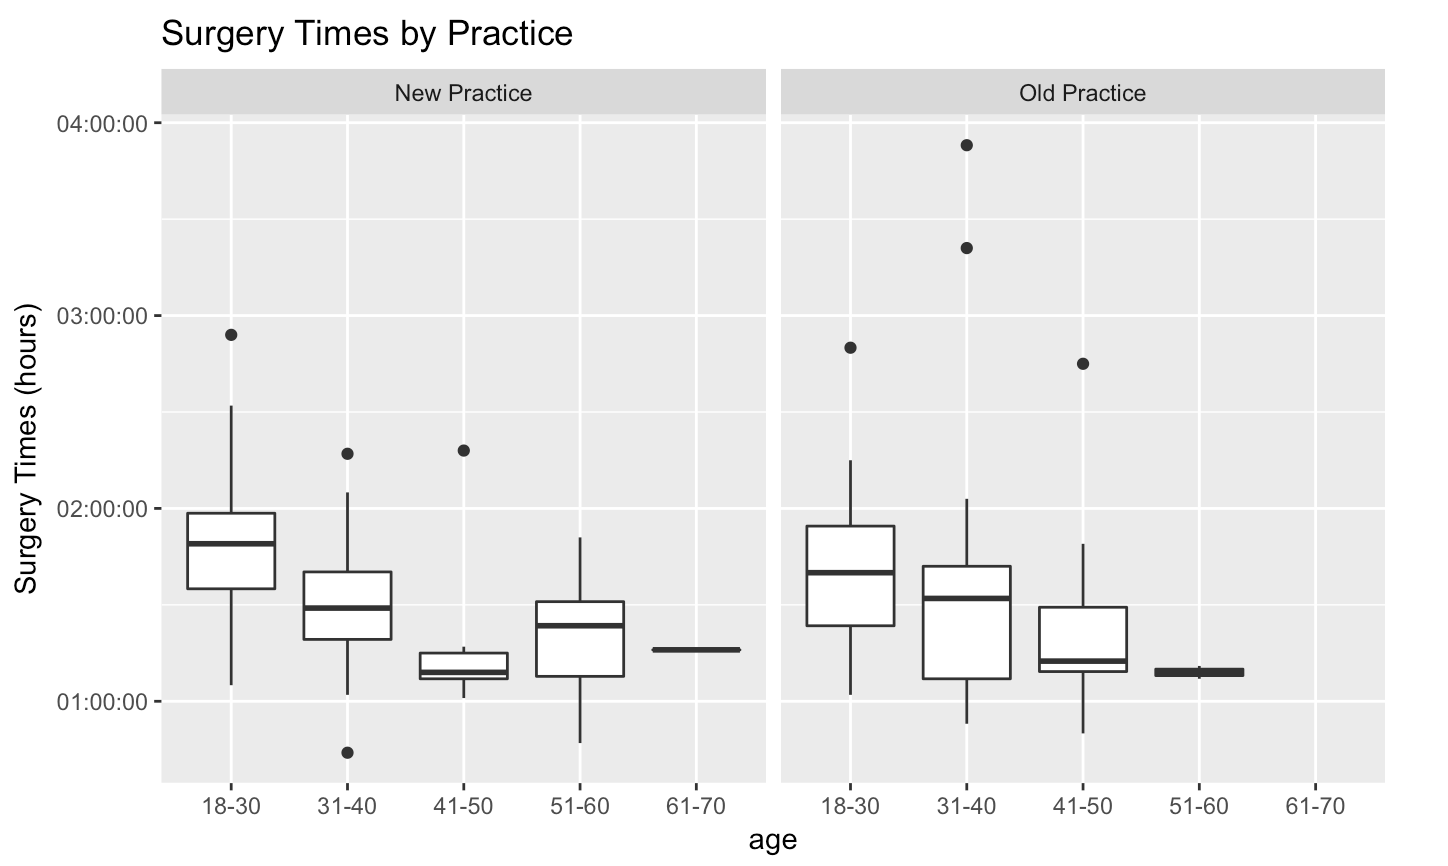 Surgery Times by Practice
New Practice
Old Practice
04:00:00
03:00:00
02:00:00
01:00:00
Surgery Times (hours)
18-30 31-40 41-50 51-60 61-70
18-30 31-40 41-50 51-60 61-70
age